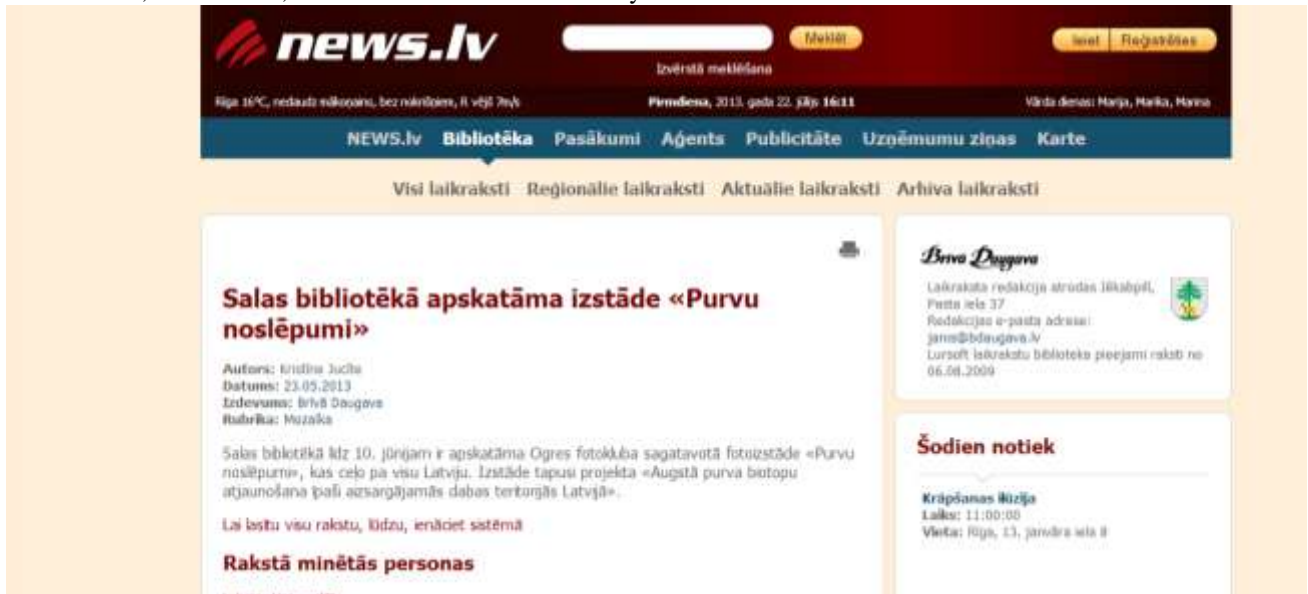 news.lv
Meklēt
Ieiet Reģistrēties
Izvērstā meklēšana
Rīga 16°C, nedaudz mākoņains, bez nokrišņiem, R vējš 7m/s
Pirmdiena, 2013. gada 22. jūlijs 16:11
Vārda dienas: Marija, Marika, Marina
NEWS.lv Bibliotēka Pasākumi Aģents Publicitāte Uzņēmumu ziņas Karte
Visi laikraksti Reģionālie laikraksti Aktuālie laikraksti Arhīva laikraksti
Salas bibliotēkā apskatāma izstāde «Purvu
noslēpumi»
Autors: Kristīne
Datums: 23.05.2013
Izdevums: Brīvā Daugava
Rubrika: Mozaīka
Salas bibliotēkā līdz 10. jūnijam ir apskatāma Ogres fotokluba sagatavotā fotoizstāde «Purvu
noslēpumi», kas ceļo pa visu Latviju. Izstāde tapusi projekta «Augstā purva biotopu
atjaunošana īpaši aizsargājamās dabas teritorijās Latvijā».
Lai lasītu visu rakstu, lūdzu, ienāciet sistēmā
Rakstā minētās personas
Brīvā Daugava
Laikraksta redakcija atrodas Jēkabpilī,
Pasta iela 37
Redakcijas e-pasta adrese:
janis@bdaugava.lv
Lursoft laikrakstu bibliotēka pieejami raksti no
06.08.2009
Šodien notiek
Krāpšanas ilūzija
Laiks: 11:00:00
Vieta: Rīga, 13. janvāra iela 8